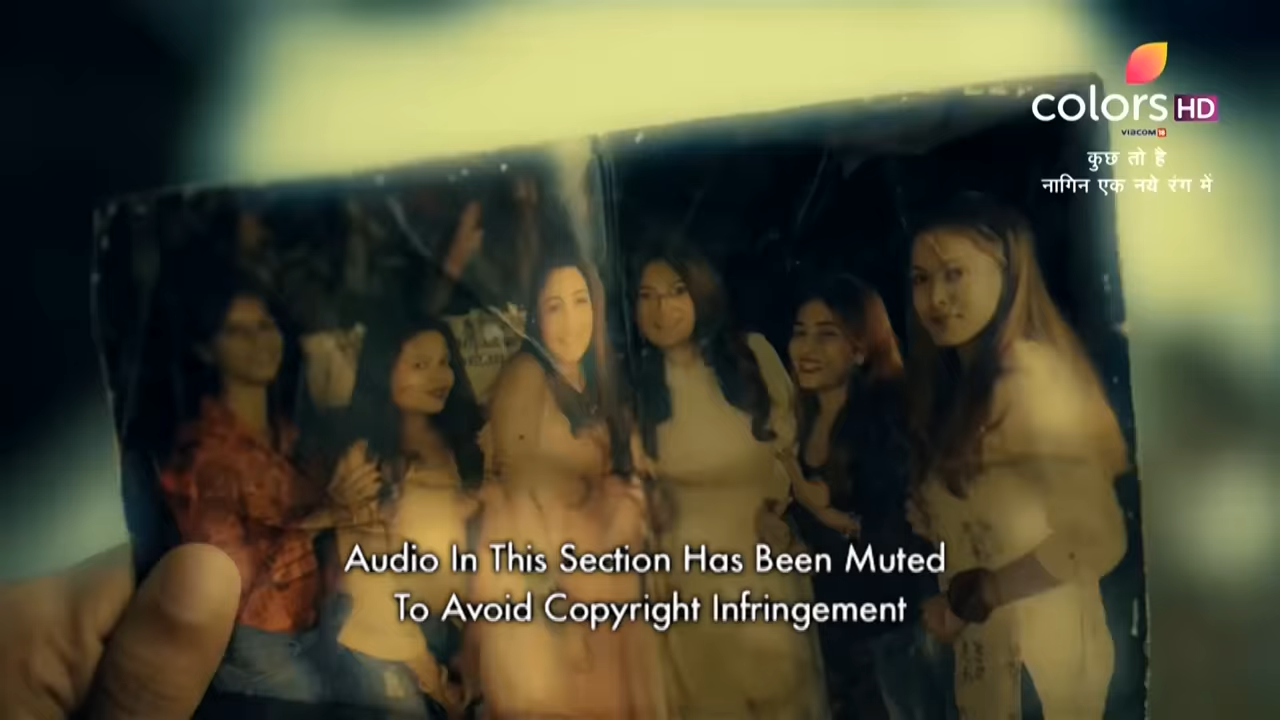 colors HD
VIACOM18
कुछ तो है
नागिन एक नये रंग में
Audio In This Section Has Been Muted
To Avoid Copyright Infringement